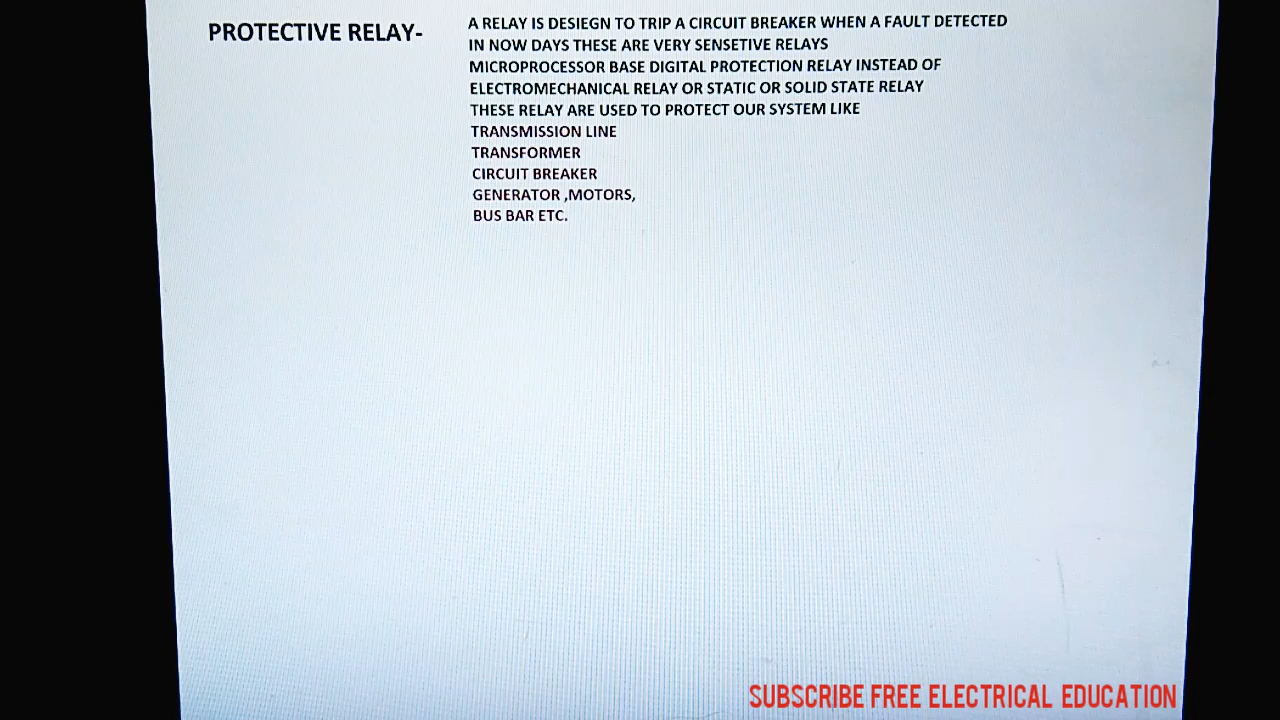 PROTECTIVE RELAY-
A RELAY IS DESIEGN TO TRIP A CIRCUIT BREAKER WHEN A FAULT DETECTED
IN NOW DAYS THESE ARE VERY SENSETIVE RELAYS
MICROPROCESSOR BASE DIGITAL PROTECTION RELAY INSTEAD OF
ELECTROMECHANICAL RELAY OR STATIC OR SOLID STATE RELAY
THESE RELAY ARE USED TO PROTECT OUR SYSTEM LIKE
TRANSMISSION LINE
TRANSFORMER
CIRCUIT BREAKER
GENERATOR ,MOTORS,
BUS BAR ETC.
SUBSCRIBE FREE ELECTRICAL EDUCATION